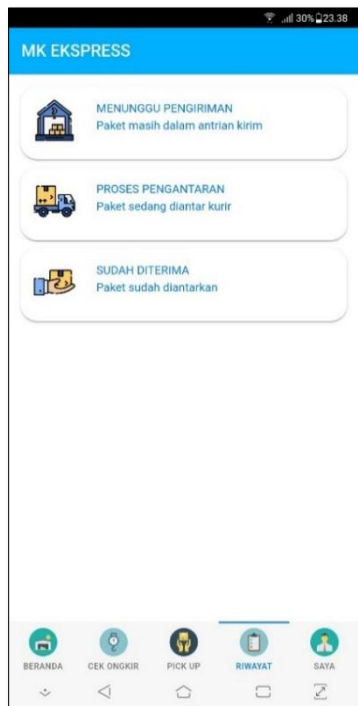 30% 23.38
MK EKSPRESS
MENUNGGU PENGIRIMAN
Paket masih dalam antrian kirim
PROSES PENGANTARAN
Paket sedang diantar kurir
SUDAH DITERIMA
Paket sudah diantarkan
BERANDA CEK ONGKIR PICK UP RIWAYAT SAYA